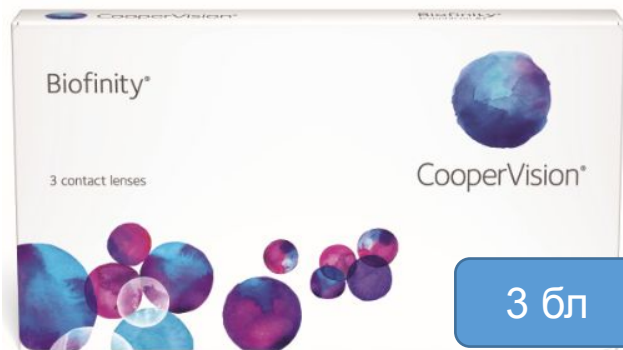 CooperVision®
Biofinity®
Biofinity®
CooperVision®
3 contact lenses
3 бл